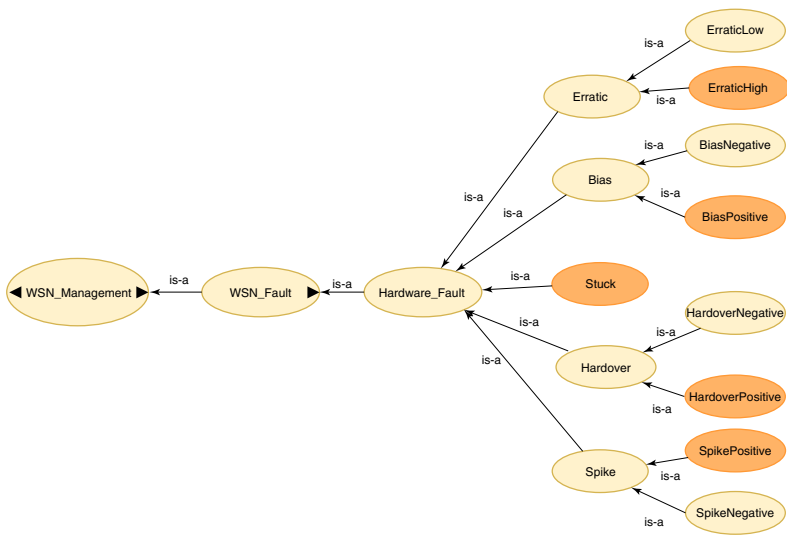 ErraticLow
is-a
Erratic
ErraticHigh
is-a
is-a
BiasNegative
is-a
Bias
is-a
is-a
BiasPositive
is-a
Stuck
is-a
WSN_Management
is-a
WSN_Fault
is-a
Hardware_Fault
HardoverNegative
is-a
is-a
Hardover
is-a
HardoverPositive
is-a
SpikePositive
is-a
Spike
is-a
SpikeNegative